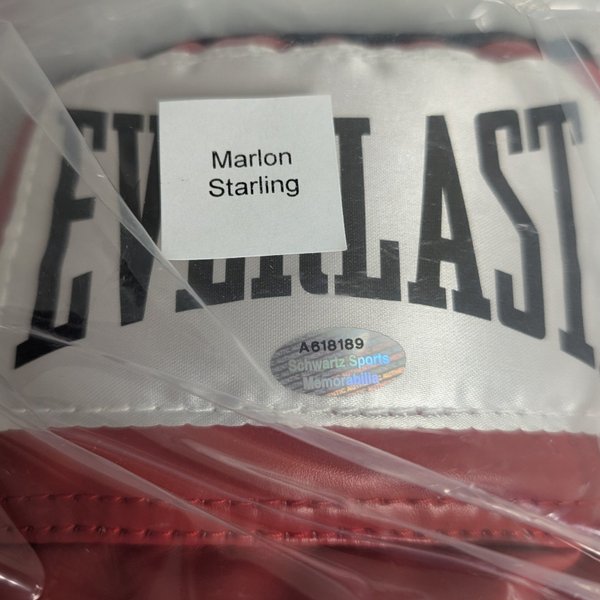 EVERLAST
Marlon
Starling
A618189
Schwartz Sports
Memorabilia